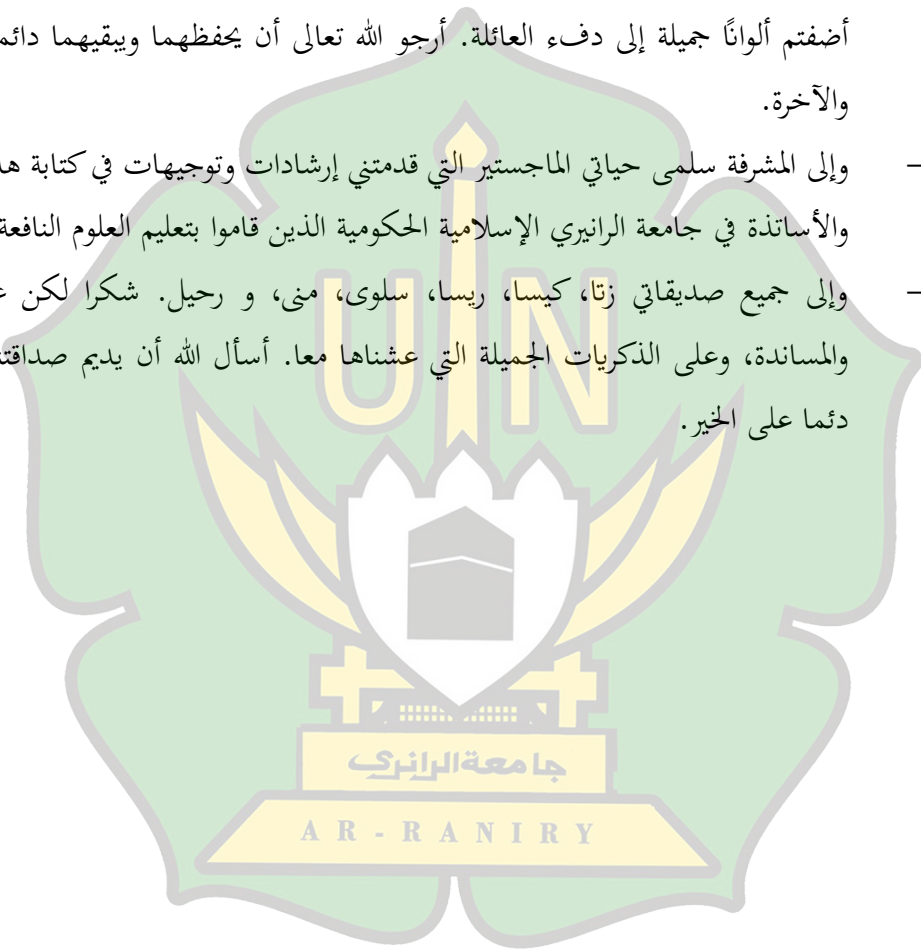 أضفتم ألوانًا جميلة إلى دفء العائلة. أرجو الله تعالى أن يحفظهما ويبقيهما
والآخرة.
– وإلى المشرفة سلمى حياتي الماجستير التي قدمتني إرشادات وتوجيهات في كتابة
والأساتذة في جامعة الرانيري الإسلامية الحكومية الذين قاموا بتعليم العلوم النافعة
– وإلى جميع صديقاتي زتا، كيسا، ريسا، سلوى، منى، و رحيل. شكرا لكن
والمساندة، وعلى الذكريات الجميلة التي عشناها معا. أسأل الله أن يديم
دئما على الخير.
UIN
جامعة الرانري
AR-RANIRY